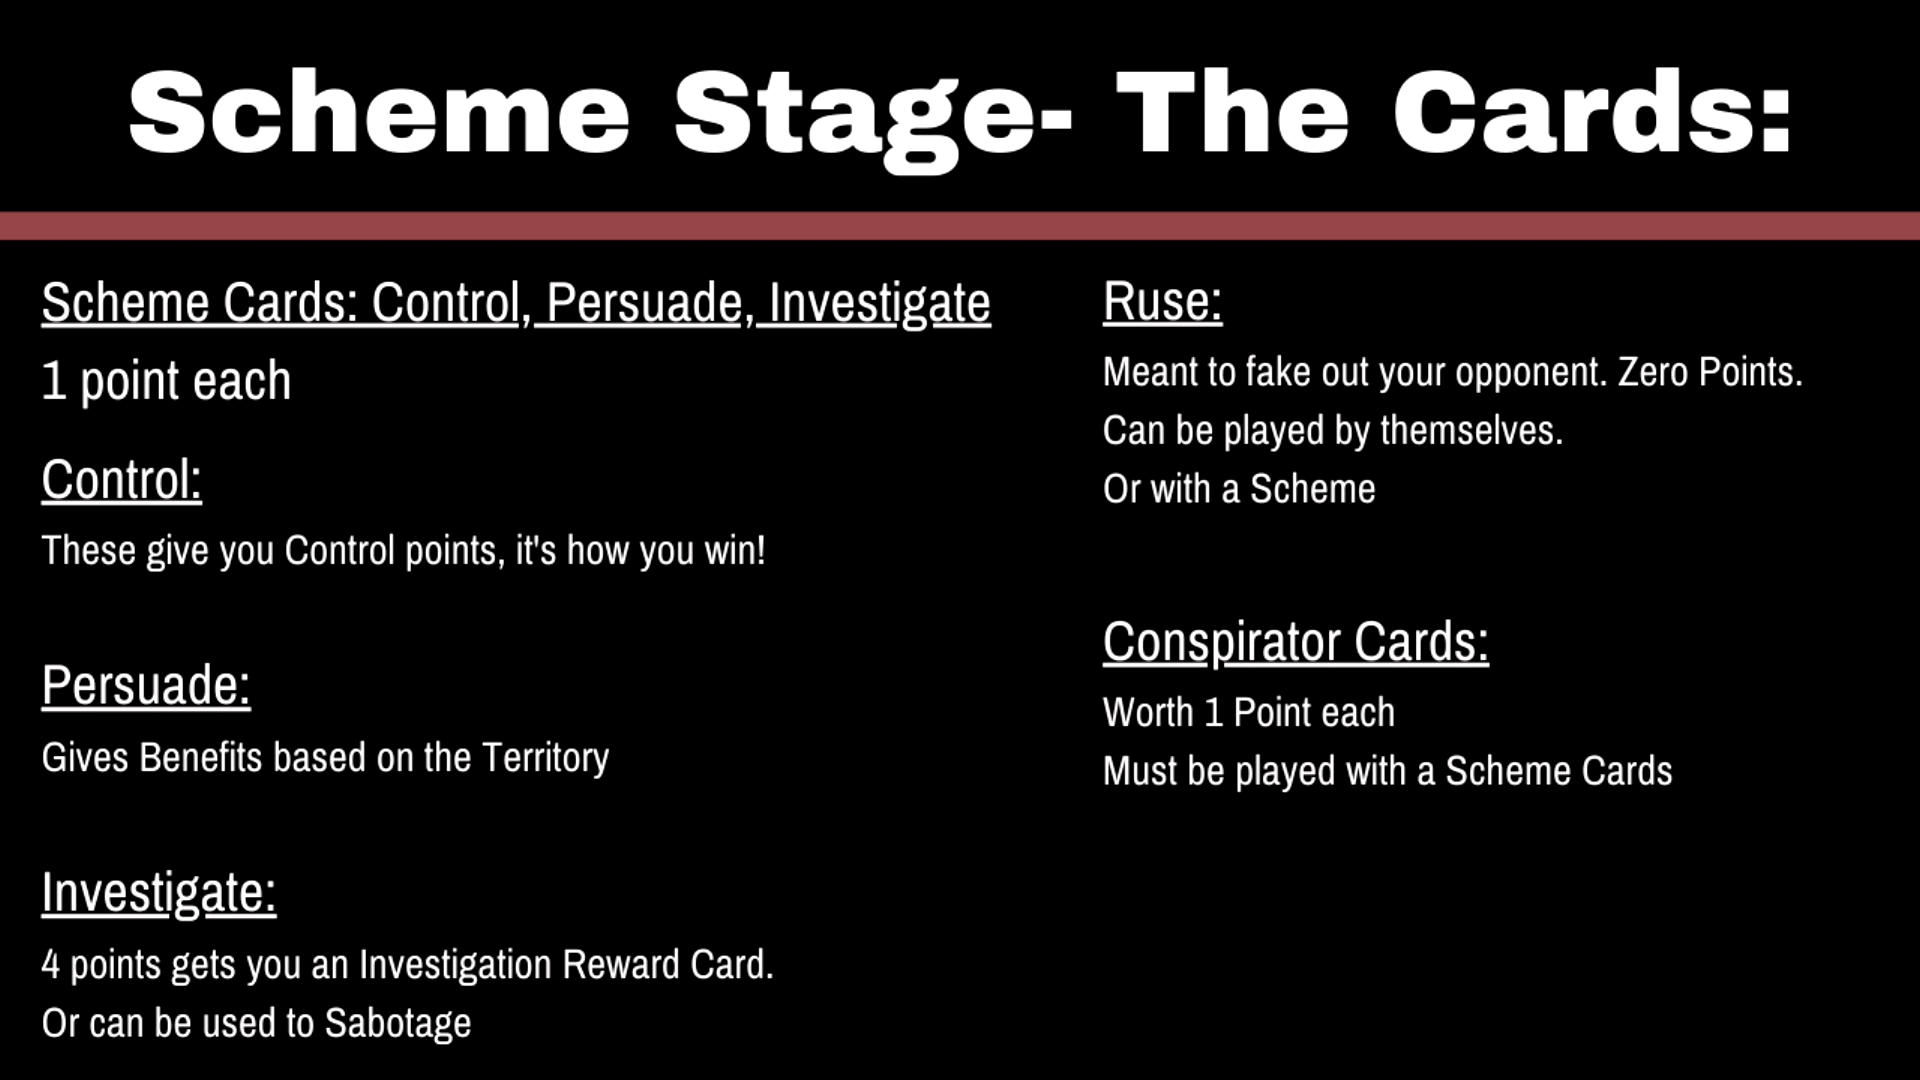 Scheme Stage- The Cards:
Scheme Cards: Control, Persuade, Investigate
1 point each
Control:
These give you Control points, it's how you win!
Persuade:
Gives Benefits based on the Territory
Investigate:
4 points gets you an Investigation Reward Card.
Or can be used to Sabotage
Ruse:
Meant to fake out your opponent. Zero Points.
Can be played by themselves.
Or with a Scheme
Conspirator Cards:
Worth 1 Point each
Must be played with a Scheme Cards